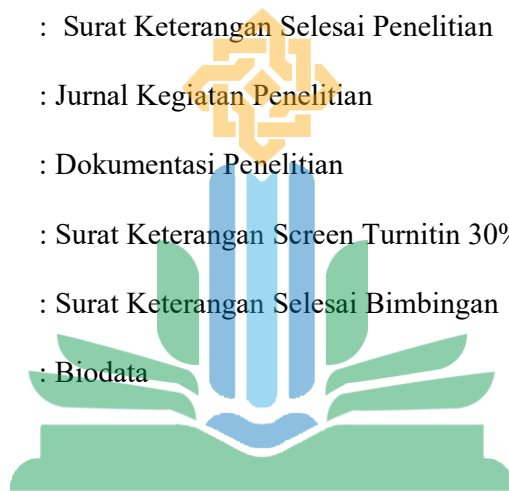 : Surat Keterangan Selesai Penelitian
: Jurnal Kegiatan Penelitian
: Dokumentasi Penelitian
: Surat Keterangan Screen Turnitin 30%
: Surat Keterangan Selesai Bimbingan
: Biodata